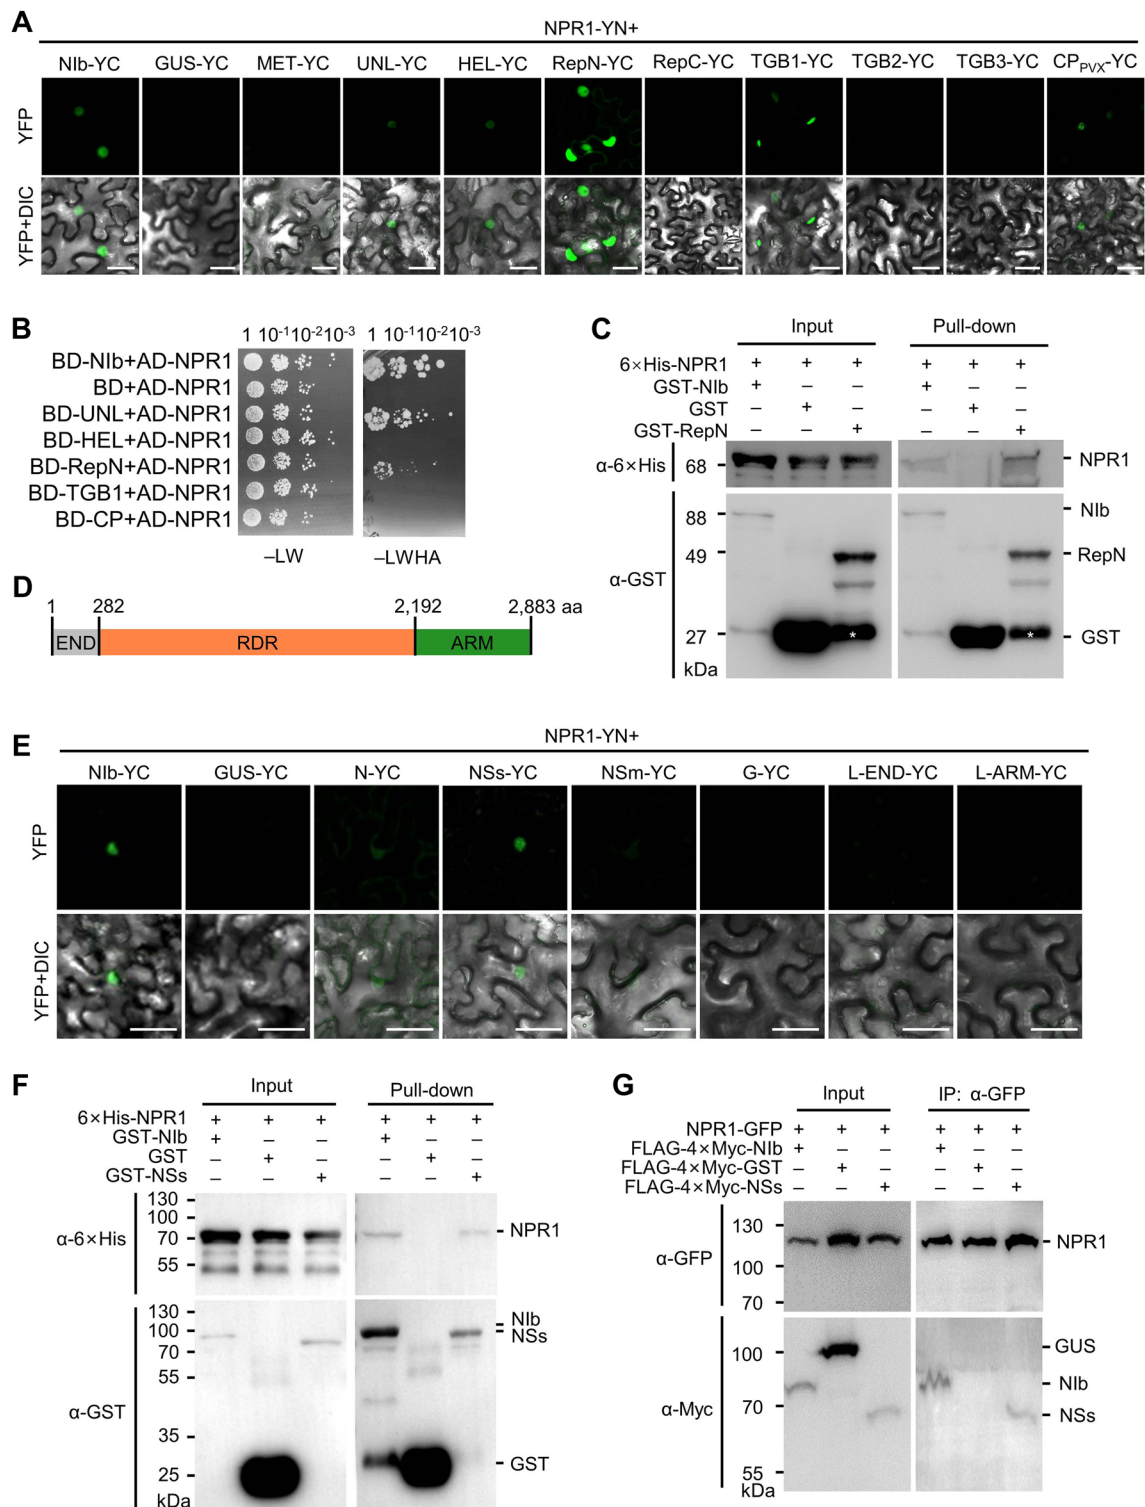 A
NPR1-YN+
NIb-YC GUS-YC MET-YC UNL-YC HEL-YC RepN-YC RepC-YC TGB1-YC TGB2-YC TGB3-YC CPPVX-YC
YFP
YFP+DIC
B
1 10-1 10-2 10-3 1 10-1 10-2 10-3
BD-NIb+AD-NPR1
BD+AD-NPR1
BD-UNL+AD-NPR1
BD-HEL+AD-NPR1
BD-RepN+AD-NPR1
BD-TGB1+AD-NPR1
BD-CP+AD-NPR1
–LW –LWHA
C
Input Pull-down
6×His-NPR1 + + + + + +
GST-NIb + – – + – –
GST – + – – + –
GST-RepN – – + – – +
α-6×His 68 NPR1
α-GST
88 NIb
49 RepN
27 * * GST
kDa
D
1 282 2,192 2,883 aa
END RDR ARM
E
NPR1-YN+
NIb-YC GUS-YC N-YC NSs-YC NSm-YC G-YC L-END-YC L-ARM-YC
YFP
YFP+DIC
F
Input Pull-down
6×His-NPR1 + + + + + +
GST-NIb + – – + – –
GST – + – – + –
GST-NSs – – + – – +
α-6×His
130
100
70 NPR1
55
α-GST
130 NIb
100 NSs
70
55
35
25 GST
kDa
G
Input IP: α-GFP
NPR1-GFP + + + + + +
FLAG-4×Myc-NIb + – – + – –
FLAG-4×Myc-GST – + – – + –
FLAG-4×Myc-NSs – – + – – +
α-GFP
130 NPR1
100
70
α-Myc
100 GUS
NIb
70 NSs
55
kDa